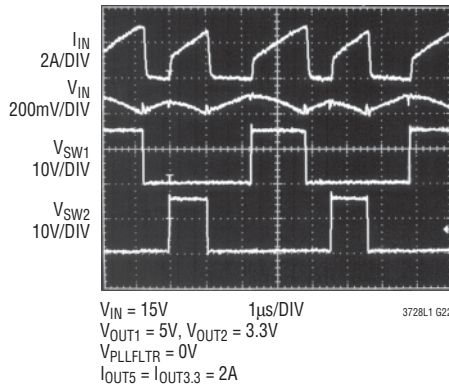 I_IN
2A/DIV
V_IN
200mV/DIV
V_SW1
10V/DIV
V_SW2
10V/DIV
V_IN = 15V 1µs/DIV 3728L1 G22
V_OUT1 = 5V, V_OUT2 = 3.3V
V_PLLFLTR = 0V
I_OUT5 = I_OUT3.3 = 2A